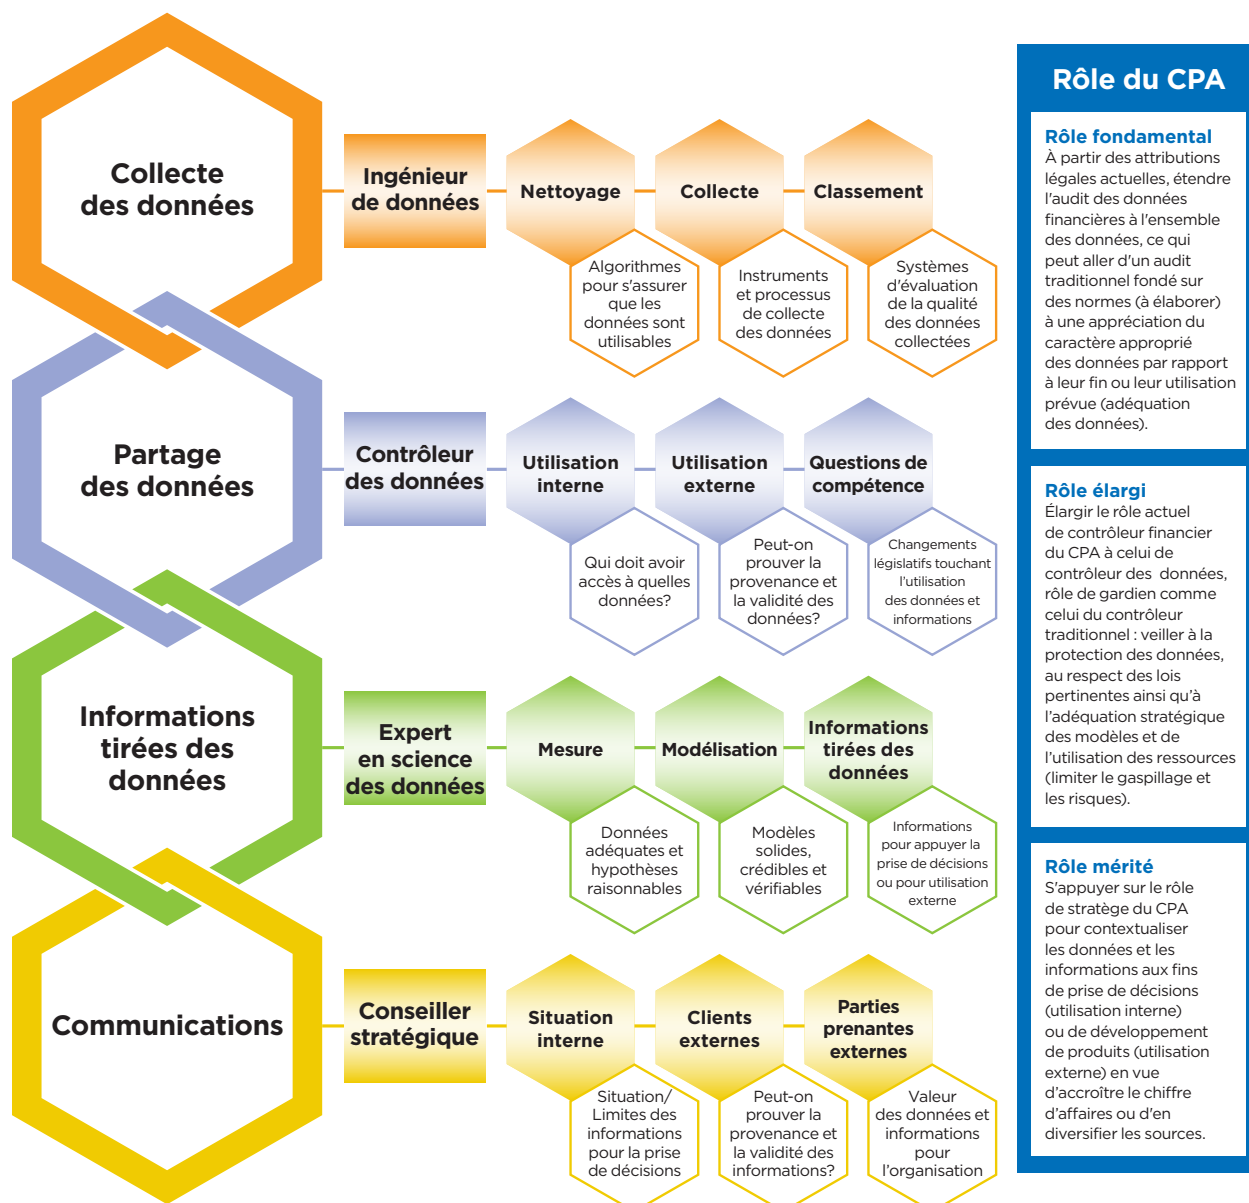 Collecte
des données
Ingénieur
de données
Nettoyage
Collecte
Classement
Algorithmes
pour s'assurer
que les
données sont
utilisables
Instruments
et processus
de collecte
des données
Systèmes
d'évaluation
de la qualité
des données
collectées
Partage
des données
Contrôleur
des données
Utilisation
interne
Utilisation
externe
Questions de
compétence
Qui doit avoir
accès à quelles
données?
Peut-on
prouver la
provenance et
la validité des
données?
Changements
législatifs touchant
l'utilisation
des données et
informations
Informations
tirées des
données
Expert
en science
des données
Mesure
Modélisation
Informations
tirées des
données
Données
adéquates et
hypothèses
raisonnables
Modèles
solides,
crédibles et
vérifiables
Informations
pour appuyer la
prise de décisions
ou pour utilisation
externe
Communications
Conseiller
stratégique
Situation
interne
Clients
externes
Parties
prenantes
externes
Situation/
Limites des
informations
pour la prise
de décisions
Peut-on
prouver la
provenance et
la validité des
informations?
Valeur
des données et
informations
pour
l'organisation
Rôle du CPA
Rôle fondamental
À partir des attributions
légales actuelles, étendre
l'audit des données
financières à l'ensemble
des données, ce qui
peut aller d'un audit
traditionnel fondé sur
des normes (à élaborer)
à une appréciation du
caractère approprié
des données par rapport
à leur fin ou leur utilisation
prévue (adéquation
des données).
Rôle élargi
Élargir le rôle actuel
de contrôleur financier
du CPA à celui de
contrôleur des données,
rôle de gardien comme
celui du contrôleur
traditionnel : veiller à la
protection des données,
au respect des lois
pertinentes ainsi qu'à
l'adéquation stratégique
des modèles et de
l'utilisation des ressources
(limiter le gaspillage et
les risques).
Rôle mérité
S'appuyer sur le rôle
de stratège du CPA
pour contextualiser
les données et les
informations aux fins
de prise de décisions
(utilisation interne)
ou de développement
de produits (utilisation
externe) en vue
d'accroître le chiffre
d'affaires ou d'en
diversifier les sources.